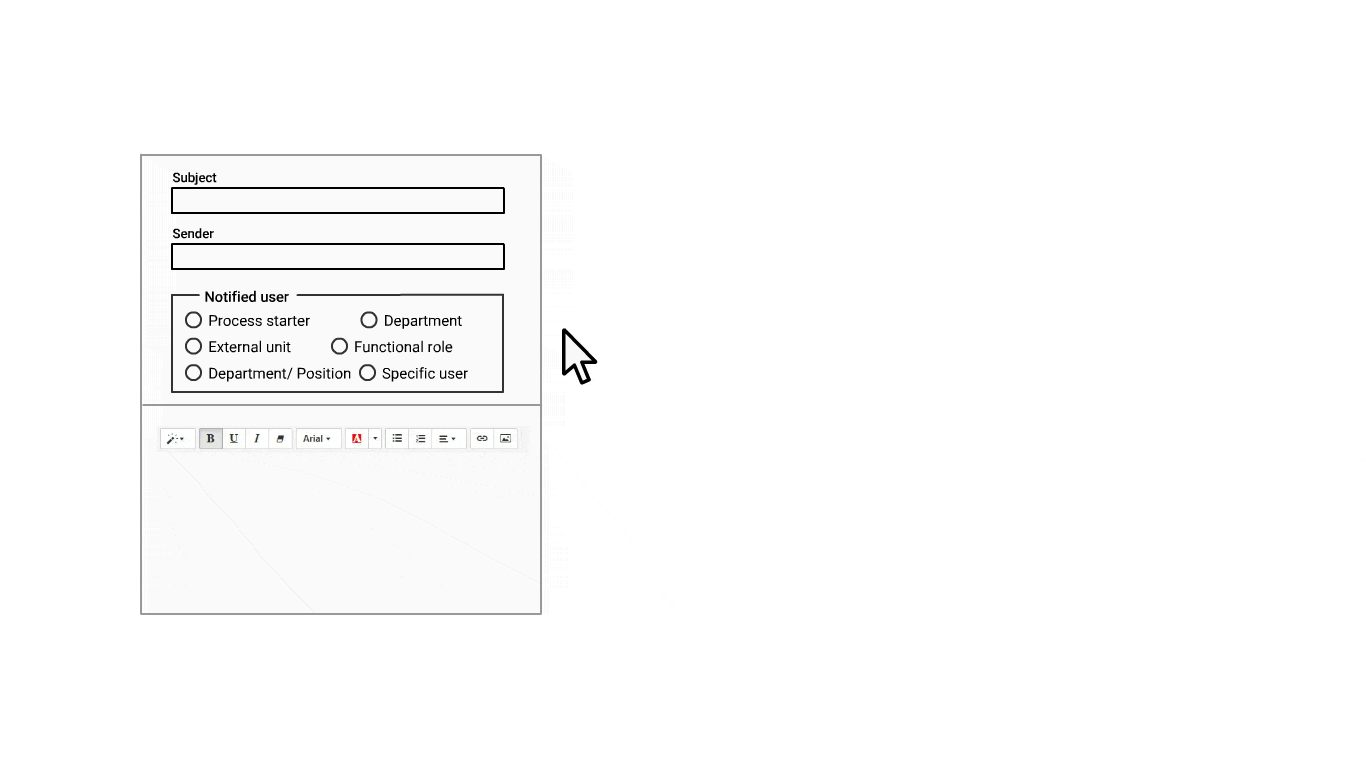 Subject
Sender
Notified user
Process starter Department
External unit Functional role
Department/ Position Specific user
B U I Arial A